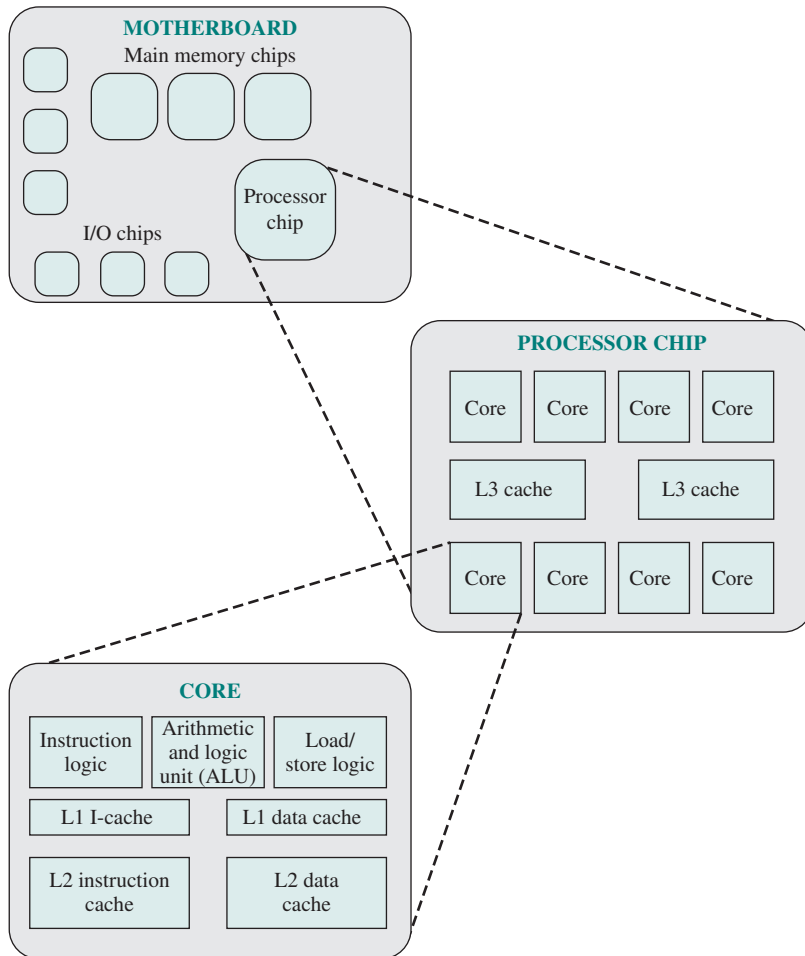 MOTHERBOARD
Main memory chips
Processor
chip
I/O chips
PROCESSOR CHIP
Core Core Core Core
L3 cache L3 cache
Core Core Core Core
CORE
Instruction
logic
Arithmetic
and logic
unit (ALU)
Load/
store logic
L1 I-cache L1 data cache
L2 instruction
cache
L2 data
cache